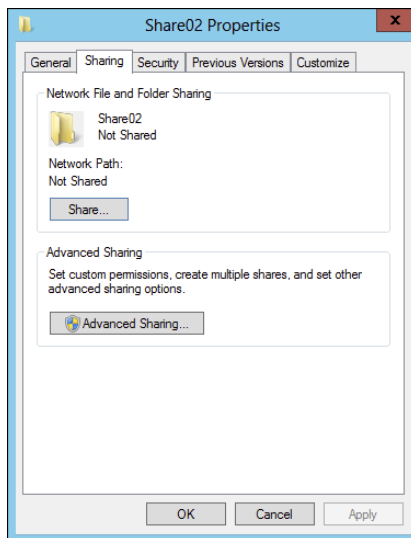 Share02 Properties
x
General Sharing Security Previous Versions Customize
Network File and Folder Sharing
Share02
Not Shared
Network Path:
Not Shared
Share...
Advanced Sharing
Set custom permissions, create multiple shares, and set other
advanced sharing options.
Advanced Sharing...
OK Cancel Apply